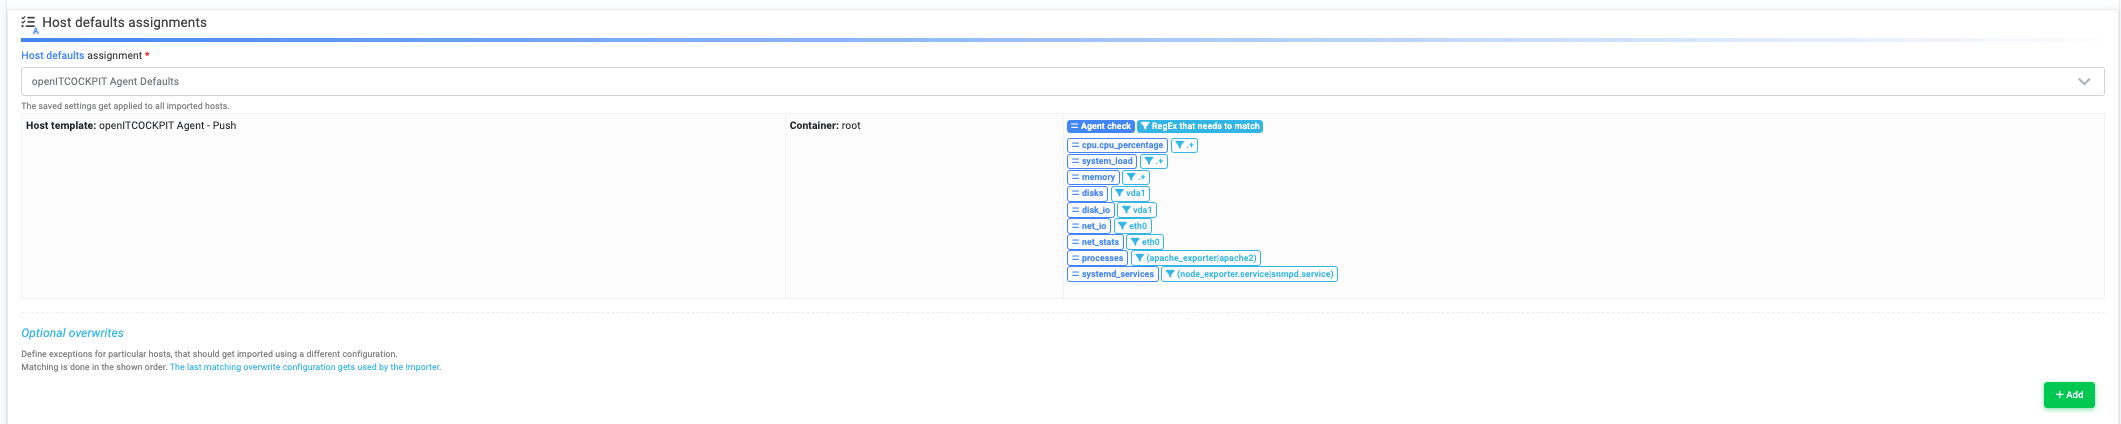 Host defaults assignments
Host defaults assignment *
openITCOCKPIT Agent Defaults
The saved settings get applied to all imported hosts.
Host template: openITCOCKPIT Agent - Push
Container: root
Agent check RegEx that needs to match
cpu.cpu_percentage .+
system_load .+
memory .+
disks vda1
disk_io vda1
net_io eth0
net_stats eth0
processes (apache_exporter|apache2)
systemd_services (node_exporter.service|snmpd.service)
Optional overwrites
Define exceptions for particular hosts, that should get imported using a different configuration.
Matching is done in the shown order. The last matching overwrite configuration gets used by the Importer.
+ Add